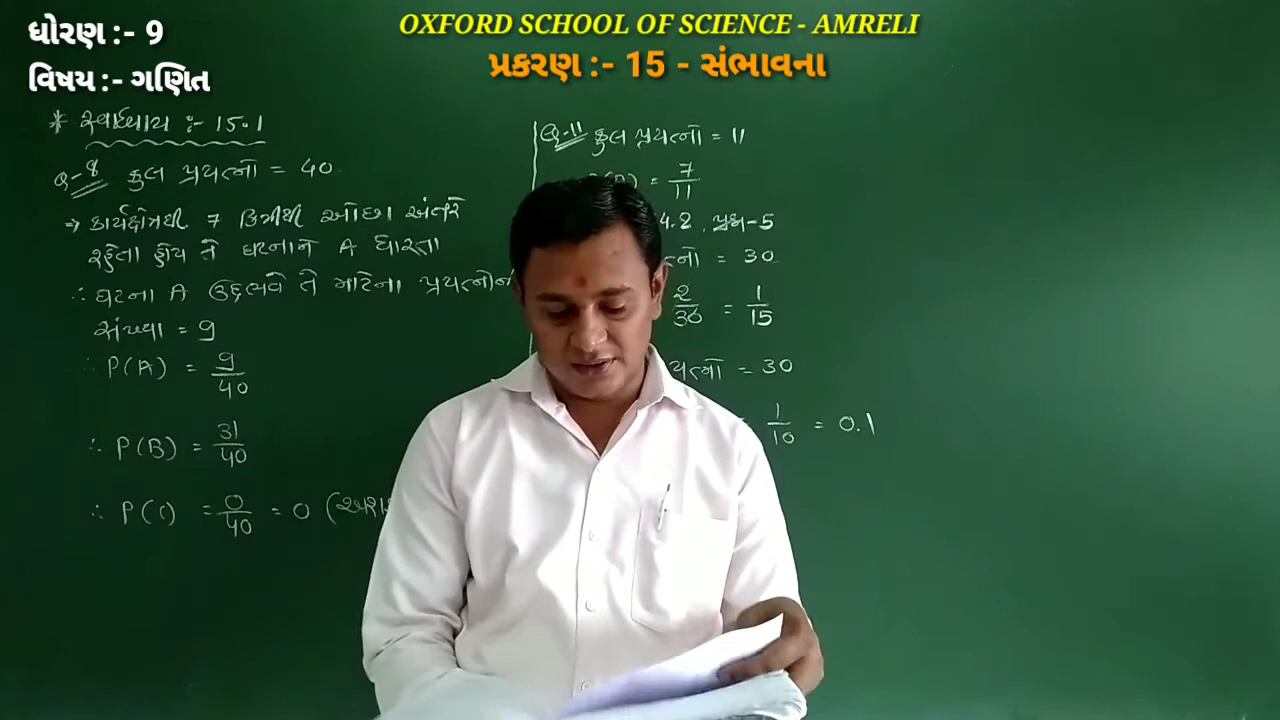 ધોરણ :- 9
વિષય :- ગણિત
OXFORD SCHOOL OF SCIENCE - AMRELI
પ્રકરણ :- 15 - સંભાવના
* સ્વાધ્યાય :- 15.1
Q-8 કુલ પ્રયત્નો = 40
→ કાર્યક્ષેત્રથી 7 કિમીથી ઓછા અંતરે
રહેતા હોય તે ઘટનાને A ધારતા
∴ ઘટના A ઉદ્દભવે તે માટેના પ્રયત્નોની
સંખ્યા = 9
∴ P(A) = 9/40
∴ P(B) = 31/40
∴ P(C) = 0/40 = 0
Q-11 કુલ પ્રયત્નો = 11
= 7/11
4.2, પ્રશ્ન-5
= 30
2/30 = 1/15
= 30
= 1/10 = 0.1